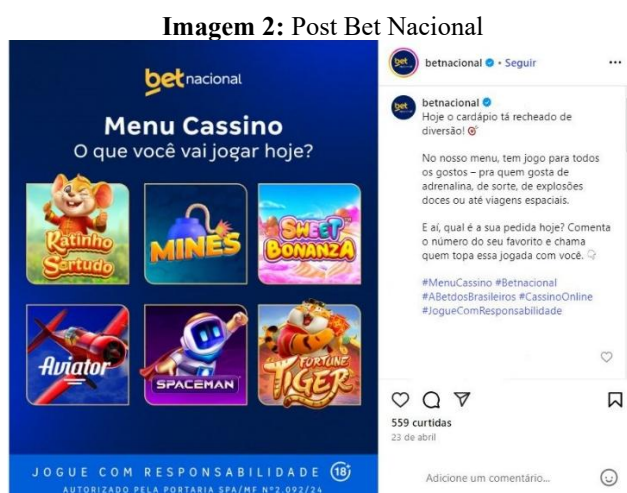 Imagem 2: Post Bet Nacional
bet nacional
Menu Cassino
O que você vai jogar hoje?
Ratinho
Sortudo
MINES
SWEET
BONANZA
Aviator
SPACEMAN
FORTUNE
TIGER
JOGUE COM RESPONSABILIDADE 18+
AUTORIZADO PELA PORTARIA SPA/MF Nº2.092/24
bet betnacional • Seguir
bet betnacional
Hoje o cardápio tá recheado de
diversão!
No nosso menu, tem jogo para todos
os gostos – pra quem gosta de
adrenalina, de sorte, de explosões
doces ou até viagens espaciais.
E aí, qual é a sua pedida hoje? Comenta
o número do seu favorito e chama
quem topa essa jogada com você.
#MenuCassino #Betnacional
#ABetdosBrasileiros #CassinoOnline
#JogueComResponsabilidade
559 curtidas
23 de abril
Adicione um comentário...